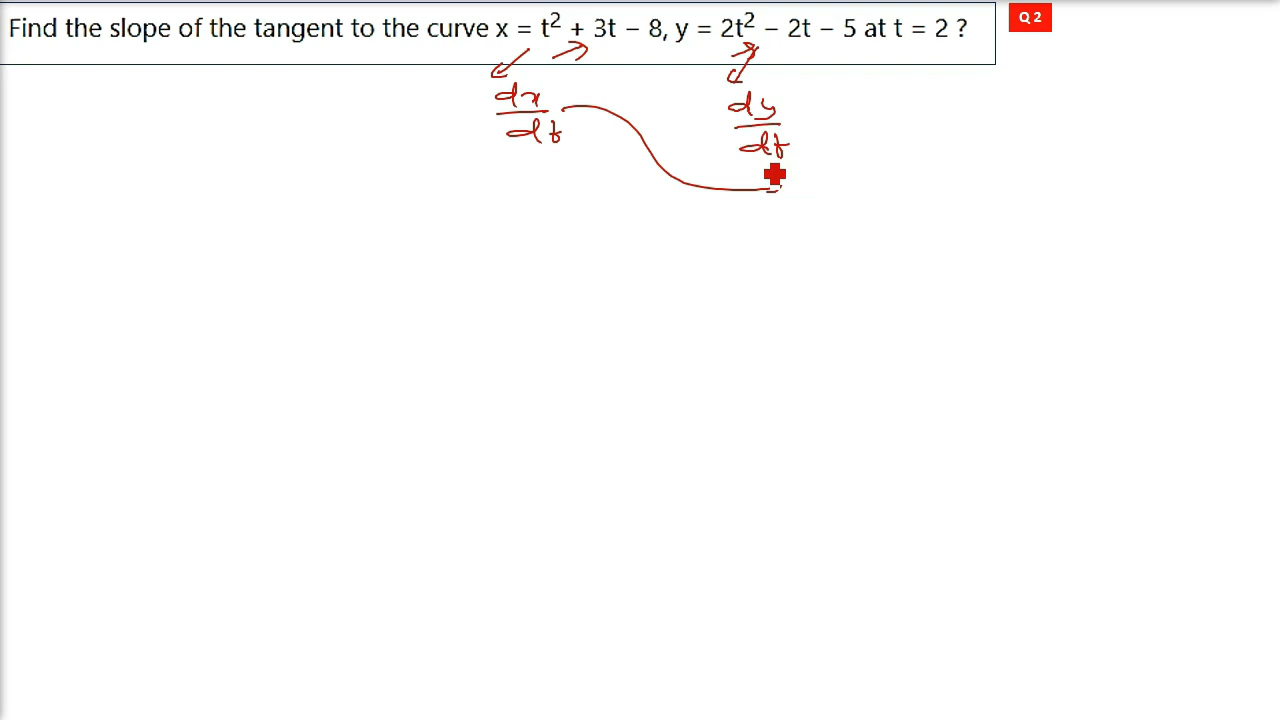 Find the slope of the tangent to the curve x = t² + 3t − 8, y = 2t² − 2t − 5 at t = 2 ?
Q 2
dx
dt
dy
dt